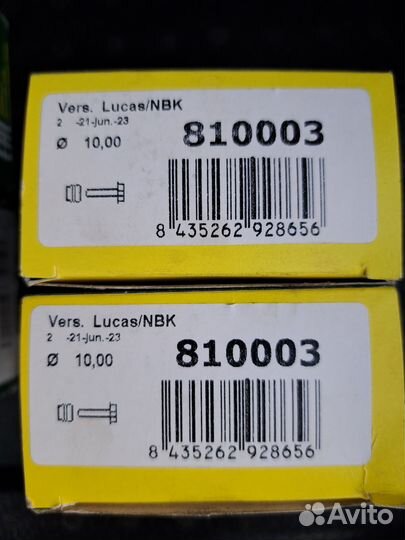 Vers. Lucas/NBK
2 -21-jun.-23
810003
Ø 10,00
8 435262 928656
Vers. Lucas/NBK
2 -21-jun.-23
810003
Ø 10,00
8 435262 928656
Avito